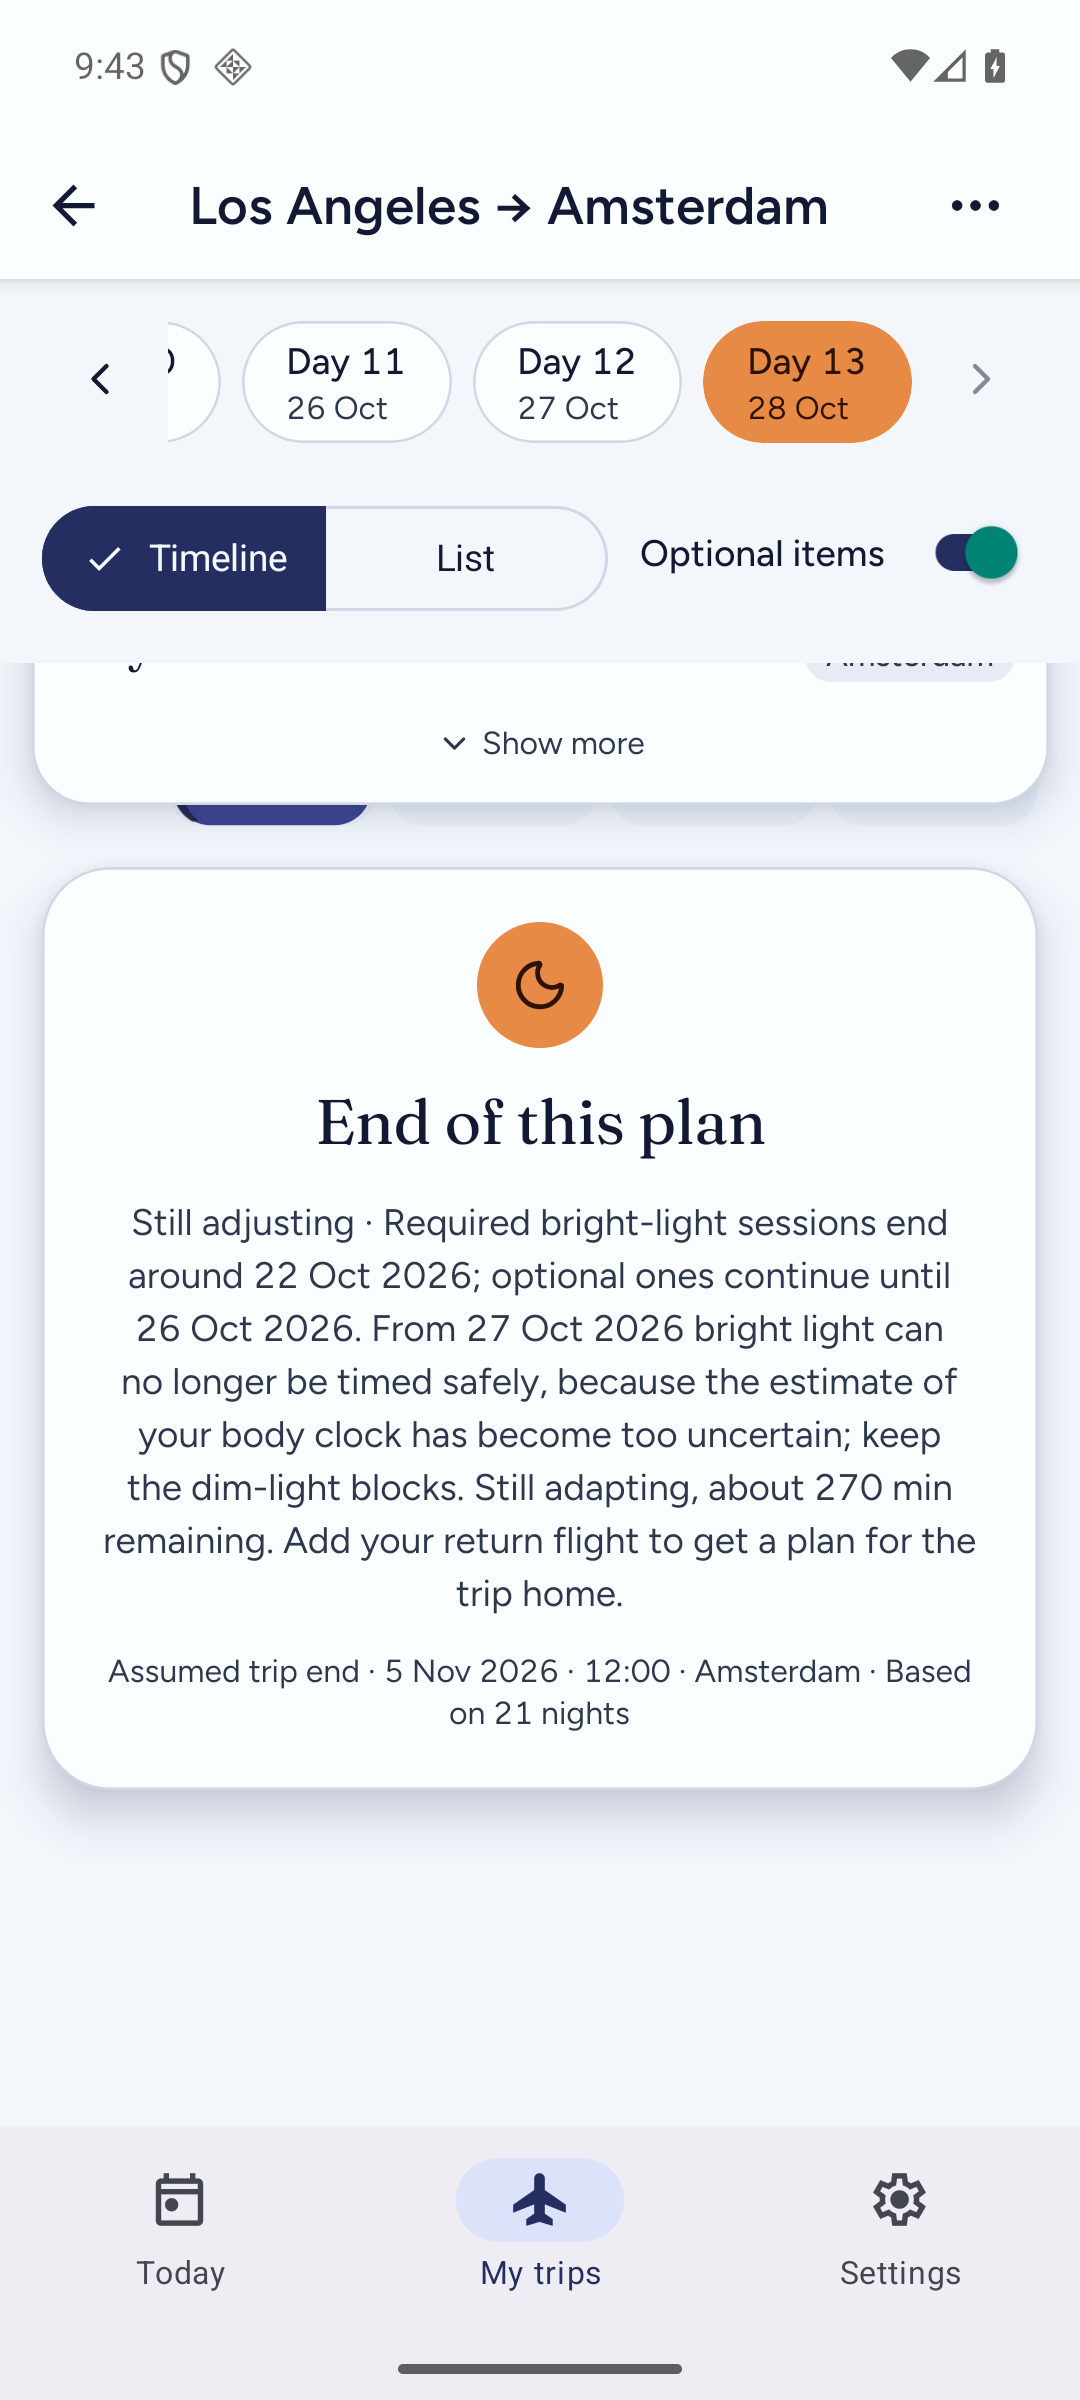 9:43
Los Angeles → Amsterdam
Day 11
26 Oct
Day 12
27 Oct
Day 13
28 Oct
Timeline
List
Optional items
Amsterdam
Show more
End of this plan
Still adjusting · Required bright-light sessions end
around 22 Oct 2026; optional ones continue until
26 Oct 2026. From 27 Oct 2026 bright light can
no longer be timed safely, because the estimate of
your body clock has become too uncertain; keep
the dim-light blocks. Still adapting, about 270 min
remaining. Add your return flight to get a plan for the
trip home.
Assumed trip end · 5 Nov 2026 · 12:00 · Amsterdam · Based
on 21 nights
Today
My trips
Settings